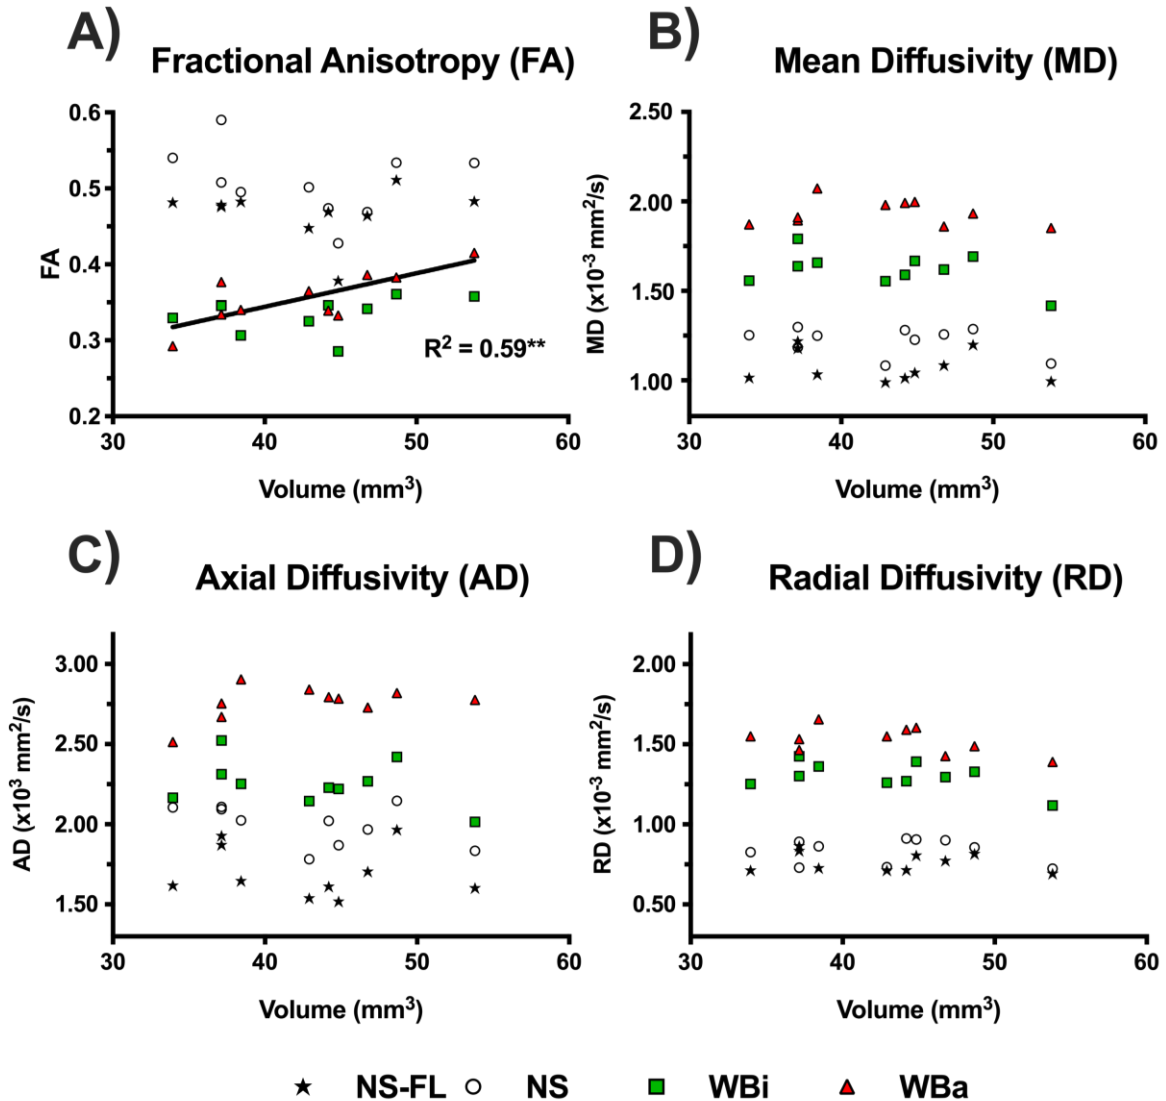 A)
Fractional Anisotropy (FA)
0.6
0.5
0.4
0.3
0.2
FA
R² = 0.59**
30 40 50 60
Volume (mm³)
B)
Mean Diffusivity (MD)
2.50
2.00
1.50
1.00
MD (x10⁻³ mm²/s)
30 40 50 60
Volume (mm³)
C)
Axial Diffusivity (AD)
3.00
2.50
2.00
1.50
AD (x10³ mm²/s)
30 40 50 60
Volume (mm³)
D)
Radial Diffusivity (RD)
2.00
1.50
1.00
0.50
RD (x10⁻³ mm²/s)
30 40 50 60
Volume (mm³)
NS-FL NS WBi WBa